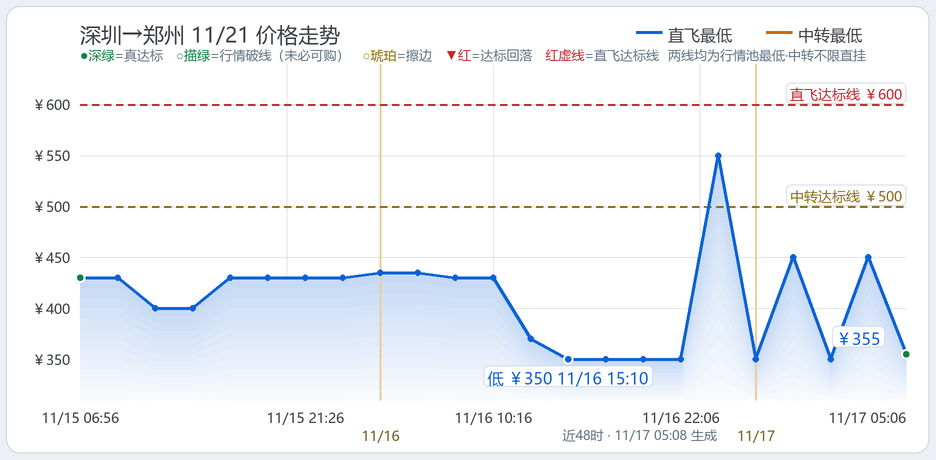 深圳→郑州 11/21 价格走势
直飞最低 中转最低
●深绿=真达标 ○描绿=行情破线（未必可购） ○琥珀=擦边 ▼红=达标回落 红虚线=直飞达标线 两线均为行情池最低·中转不限直挂
¥600
直飞达标线 ¥600
¥550
¥500
中转达标线 ¥500
¥450
¥400
¥350
¥355
低 ¥350 11/16 15:10
11/15 06:56 11/15 21:26 11/16 10:16 11/16 22:06 11/17 05:06
11/16 近48时 · 11/17 05:08 生成 11/17